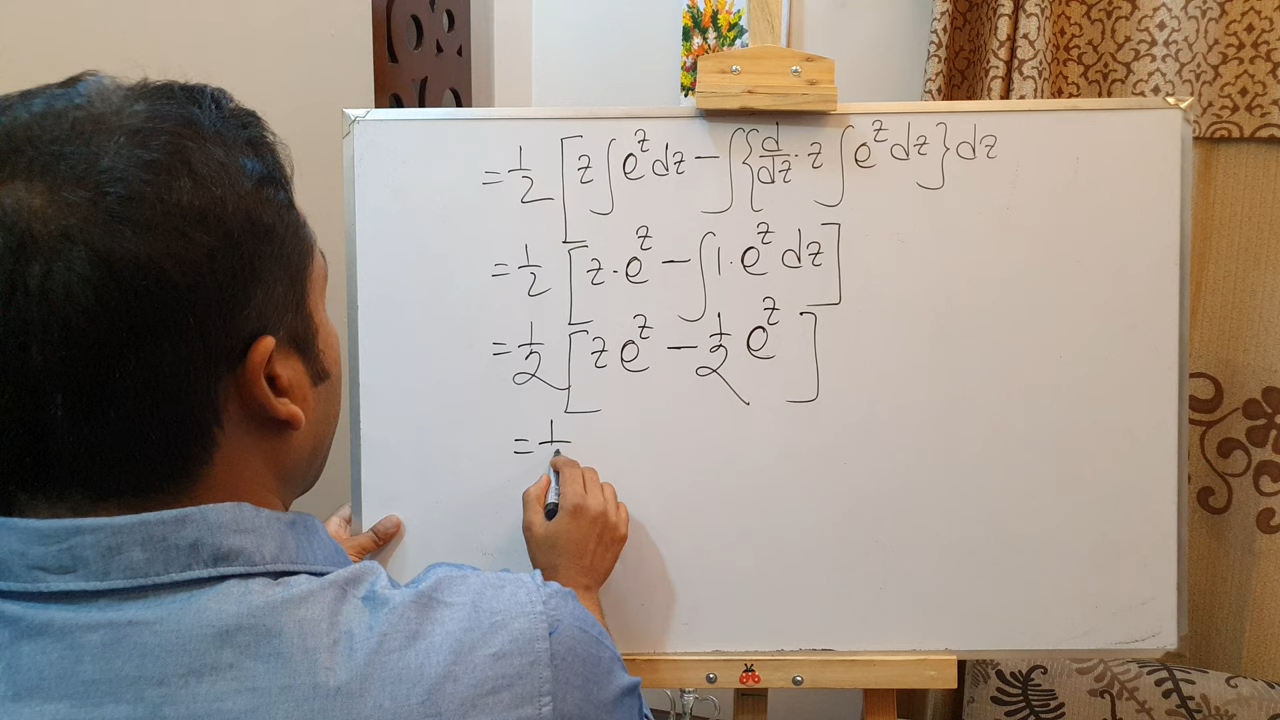 = 1/2 [z∫e^z dz − ∫{d/dz · z∫e^z dz}dz
= 1/2 [z · e^z − ∫1 · e^z dz]
= 1/2 [z e^z − 1/2 e^z]
= 1/